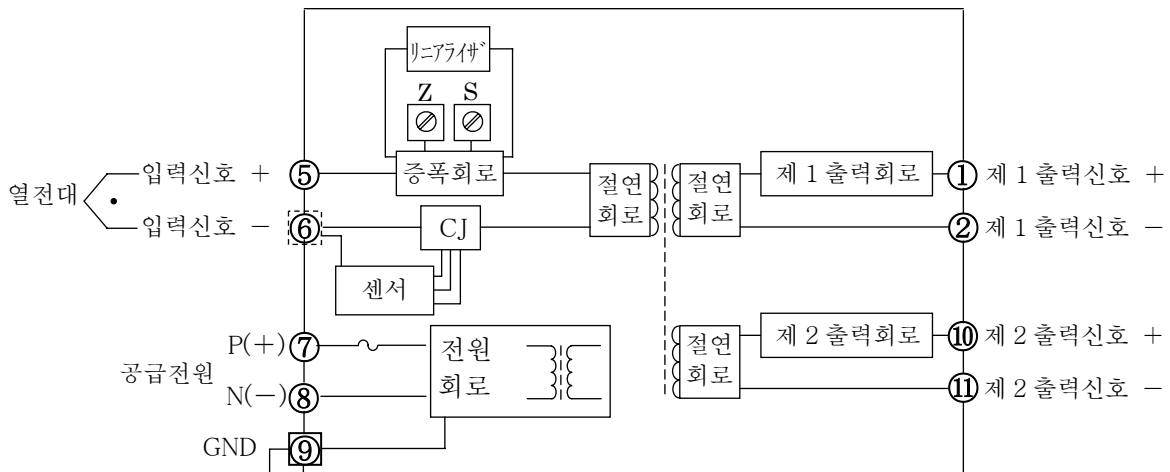 リニアライザ
Z S
증폭회로
열전대
입력신호 +
입력신호 -
⑤
⑥
CJ
센서
절연
회로
절연
회로
제 1 출력회로
① 제 1 출력신호 +
② 제 1 출력신호 -
절연
회로
제 2 출력회로
⑩ 제 2 출력신호 +
⑪ 제 2 출력신호 -
공급전원
P(+) ⑦
N(-) ⑧
GND ⑨
전원
회로